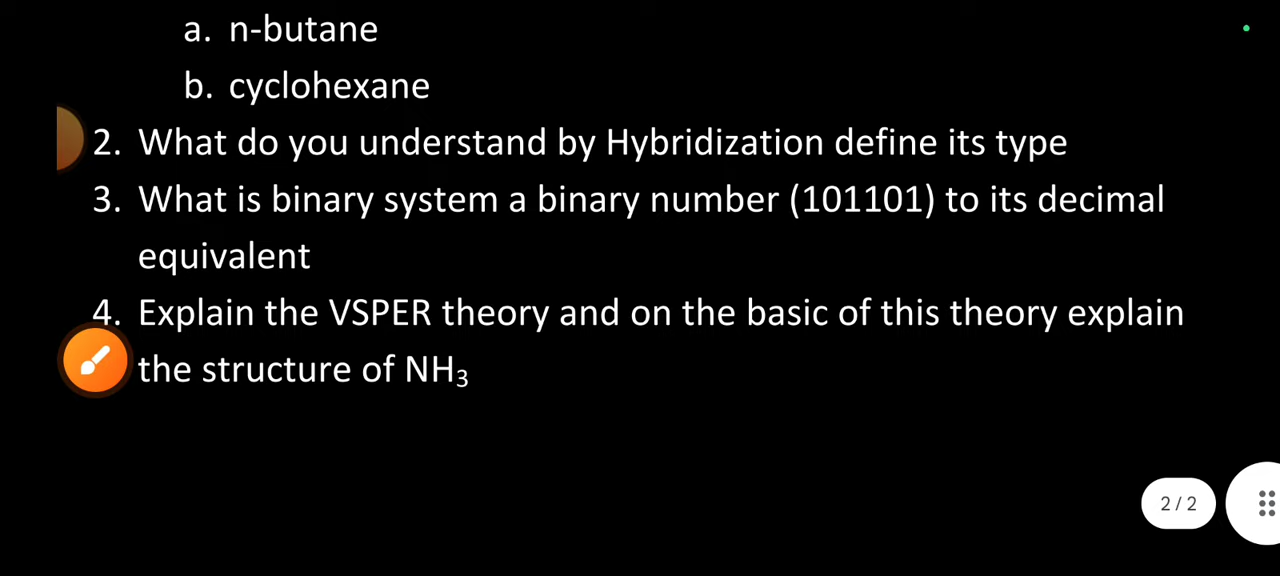 a. n-butane
b. cyclohexane
2. What do you understand by Hybridization define its type
3. What is binary system a binary number (101101) to its decimal
equivalent
4. Explain the VSPER theory and on the basic of this theory explain
the structure of NH₃
2 / 2